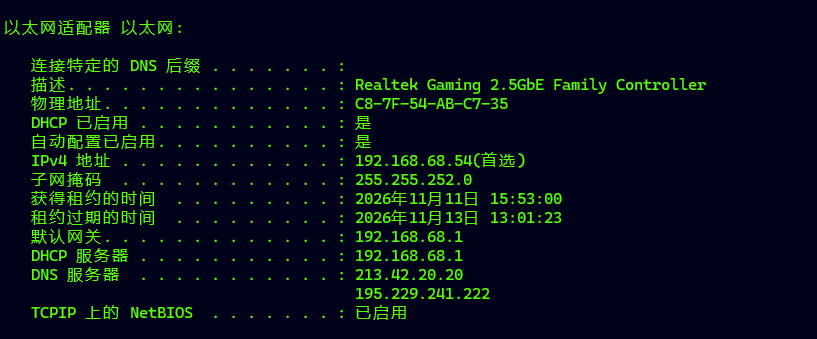 以太网适配器 以太网:
连接特定的 DNS 后缀 . . . . . . . :
描述. . . . . . . . . . . . . . . : Realtek Gaming 2.5GbE Family Controller
物理地址. . . . . . . . . . . . . : C8-7F-54-AB-C7-35
DHCP 已启用 . . . . . . . . . . . : 是
自动配置已启用. . . . . . . . . . : 是
IPv4 地址 . . . . . . . . . . . . : 192.168.68.54(首选)
子网掩码  . . . . . . . . . . . . : 255.255.252.0
获得租约的时间  . . . . . . . . . : 2026年11月11日 15:53:00
租约过期的时间  . . . . . . . . . : 2026年11月13日 13:01:23
默认网关. . . . . . . . . . . . . : 192.168.68.1
DHCP 服务器 . . . . . . . . . . . : 192.168.68.1
DNS 服务器  . . . . . . . . . . . : 213.42.20.20
195.229.241.222
TCPIP 上的 NetBIOS  . . . . . . . : 已启用